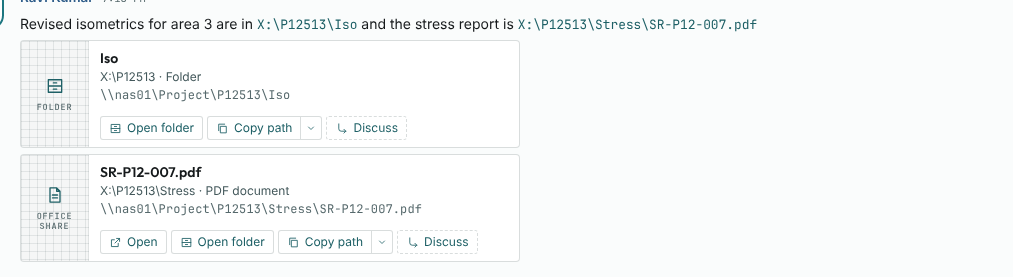 Revised isometrics for area 3 are in X:\P12513\Iso and the stress report is X:\P12513\Stress\SR-P12-007.pdf
Iso
X:\P12513 · Folder
\\nas01\Project\P12513\Iso
FOLDER
Open folder Copy path Discuss
SR-P12-007.pdf
X:\P12513\Stress · PDF document
\\nas01\Project\P12513\Stress\SR-P12-007.pdf
OFFICE
SHARE
Open Open folder Copy path Discuss